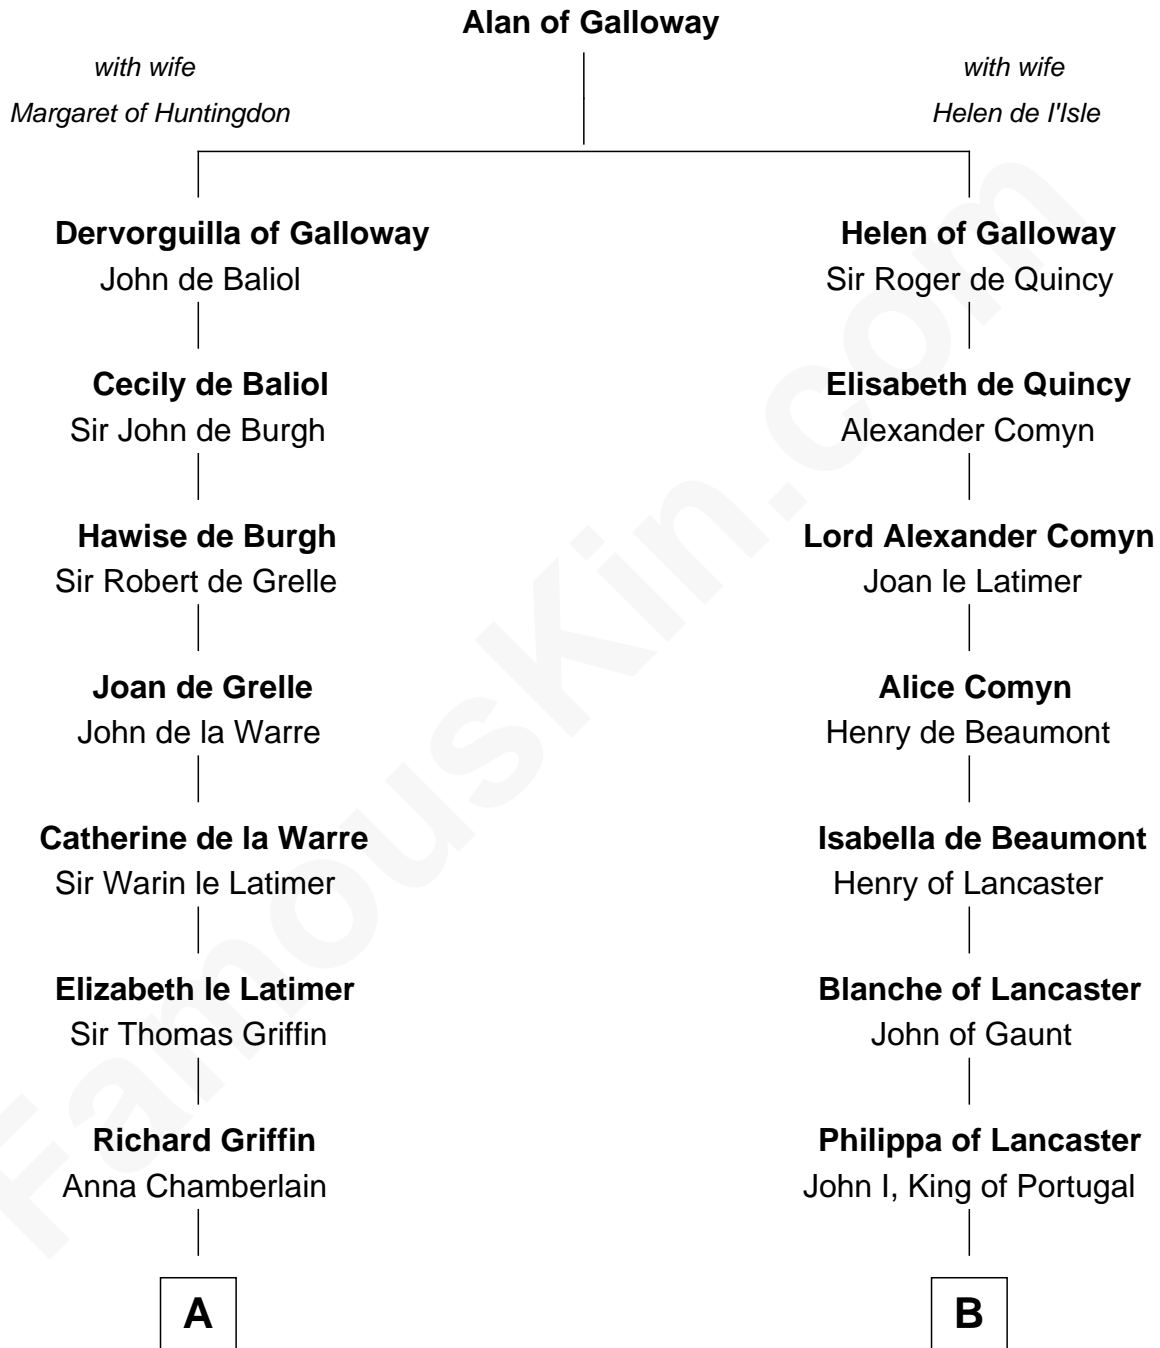 Alan of Galloway
with wife
Margaret of Huntingdon
with wife
Helen de I'Isle
Dervorguilla of Galloway
John de Baliol
Helen of Galloway
Sir Roger de Quincy
Cecily de Baliol
Sir John de Burgh
Elisabeth de Quincy
Alexander Comyn
Hawise de Burgh
Sir Robert de Grelle
Lord Alexander Comyn
Joan le Latimer
Joan de Grelle
John de la Warre
Alice Comyn
Henry de Beaumont
Catherine de la Warre
Sir Warin le Latimer
Isabella de Beaumont
Henry of Lancaster
Elizabeth le Latimer
Sir Thomas Griffin
Blanche of Lancaster
John of Gaunt
Richard Griffin
Anna Chamberlain
Philippa of Lancaster
John I, King of Portugal
A
B
FamousKin.com